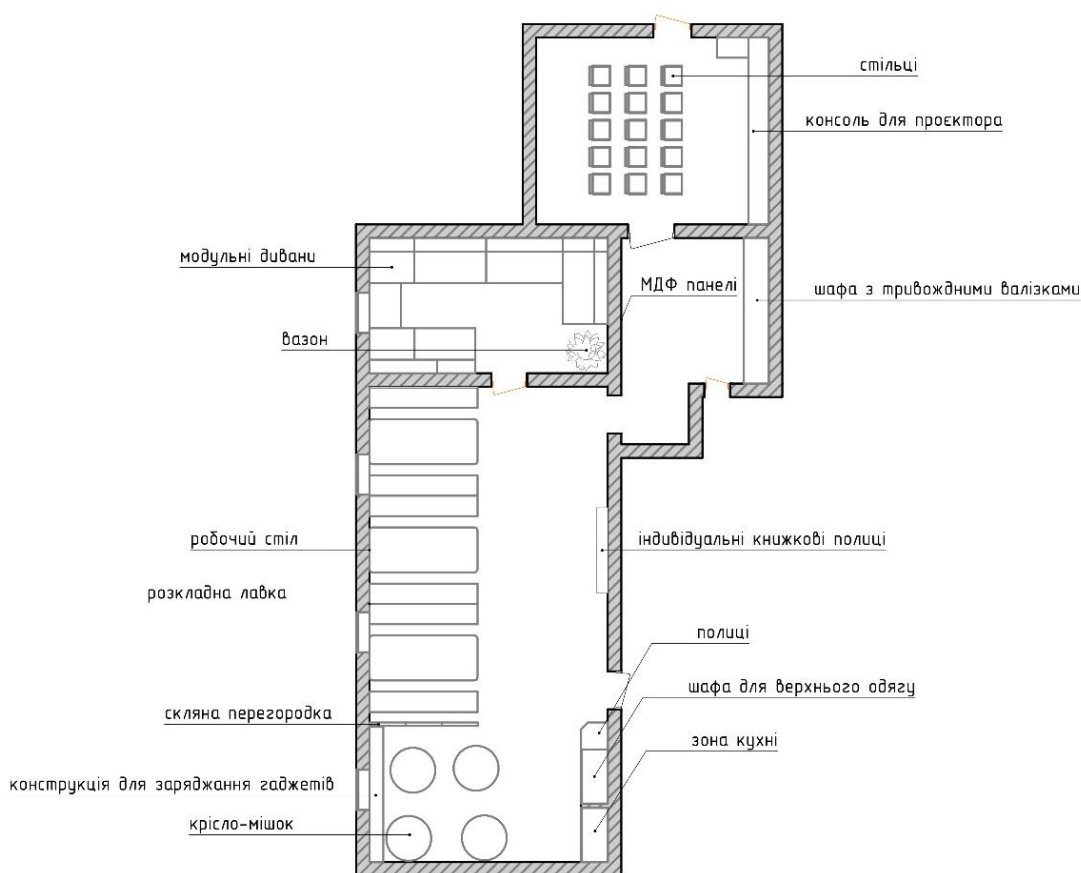 стільці
консоль для проєктора
модульні дивани
МДФ панелі
шафа з тривождними валізками
вазон
робочий стіл
індивідуальні книжкові полиці
розкладна лавка
полиці
шафа для верхнього одягу
скляна перегородка
зона кухні
конструкція для заряджання гаджетів
крісло-мішок